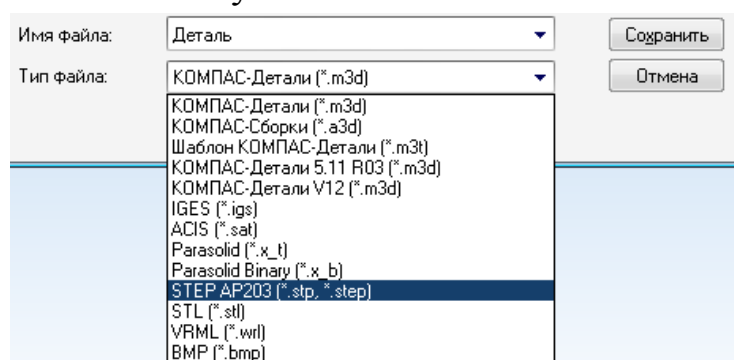 Имя файла: Деталь Сохранить
Тип файла: КОМПАС-Детали (*.m3d) Отмена
КОМПАС-Детали (*.m3d)
КОМПАС-Сборки (*.a3d)
Шаблон КОМПАС-Детали (*.m3t)
КОМПАС-Детали 5.11 R03 (*.m3d)
КОМПАС-Детали V12 (*.m3d)
IGES (*.igs)
ACIS (*.sat)
Parasolid (*.x_t)
Parasolid Binary (*.x_b)
STEP AP203 (*.stp, *.step)
STL (*.stl)
VRML (*.wrl)
BMP (*.bmp)